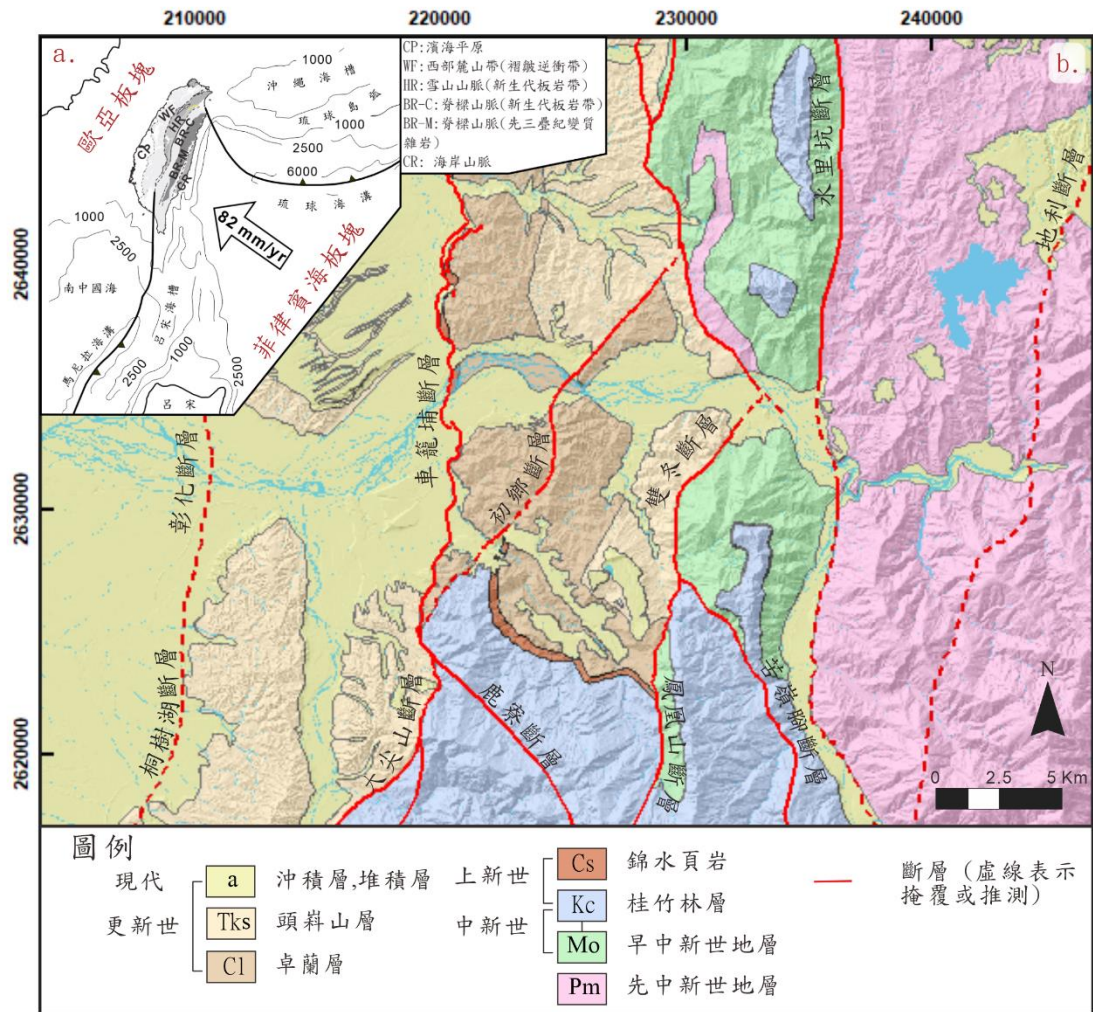 210000
220000
230000
240000
2640000
2630000
2620000
a.
歐亞板塊
菲律賓海板塊
沖繩海槽
琉球島弧
琉球海溝
南中國海
馬尼拉海溝
呂宋海槽
呂宋
82 mm/yr
1000
1000
2500
6000
1000
2500
2500
1000
2500
WF
HR
BR-C
CP
BR-M
CR
CP: 濱海平原
WF: 西部麓山帶(褶皺逆衝帶)
HR: 雪山山脈(新生代板岩帶)
BR-C: 脊樑山脈(新生代板岩帶)
BR-M: 脊樑山脈(先三疊紀變質
雜岩)
CR: 海岸山脈
b.
水里坑斷層
地利斷層
車籠埔斷層
彰化斷層
初鄉斷層
雙冬斷層
桐樹湖斷層
大尖山斷層
鹿寮斷層
鳳凰山斷層
苦嶺腳斷層
N
0 2.5 5 Km
圖例
現代
更新世
a 沖積層,堆積層
Tks 頭嵙山層
Cl 卓蘭層
上新世
中新世
Cs 錦水頁岩
Kc 桂竹林層
Mo 早中新世地層
Pm 先中新世地層
斷層 (虛線表示
掩覆或推測)